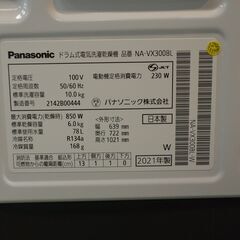 Panasonic ドラム式電気洗濯乾燥機 品番 NA-VX3008L
定格電圧 100 V
定格周波数 50/60 Hz
標準洗濯容量 10.0 kg
製造番号 2142B00444
電動機定格消費電力 230 W
パナソニック株式会社
日本製
最大消費電力(乾燥時) 850 W
標準乾燥容量 6.0 kg
標準水量 78 L
冷媒 R134a
冷媒量 168 g
<外形寸法>
幅 639 mm
奥行 722 mm
高さ 1021 mm
W
2021年製
NA-VX3008L-W